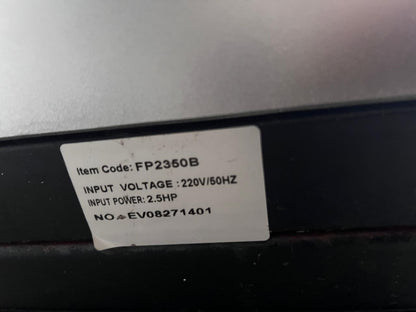 Item Code: FP2350B
INPUT VOLTAGE : 220V/50HZ
INPUT POWER: 2.5HP
NO. EV08271401